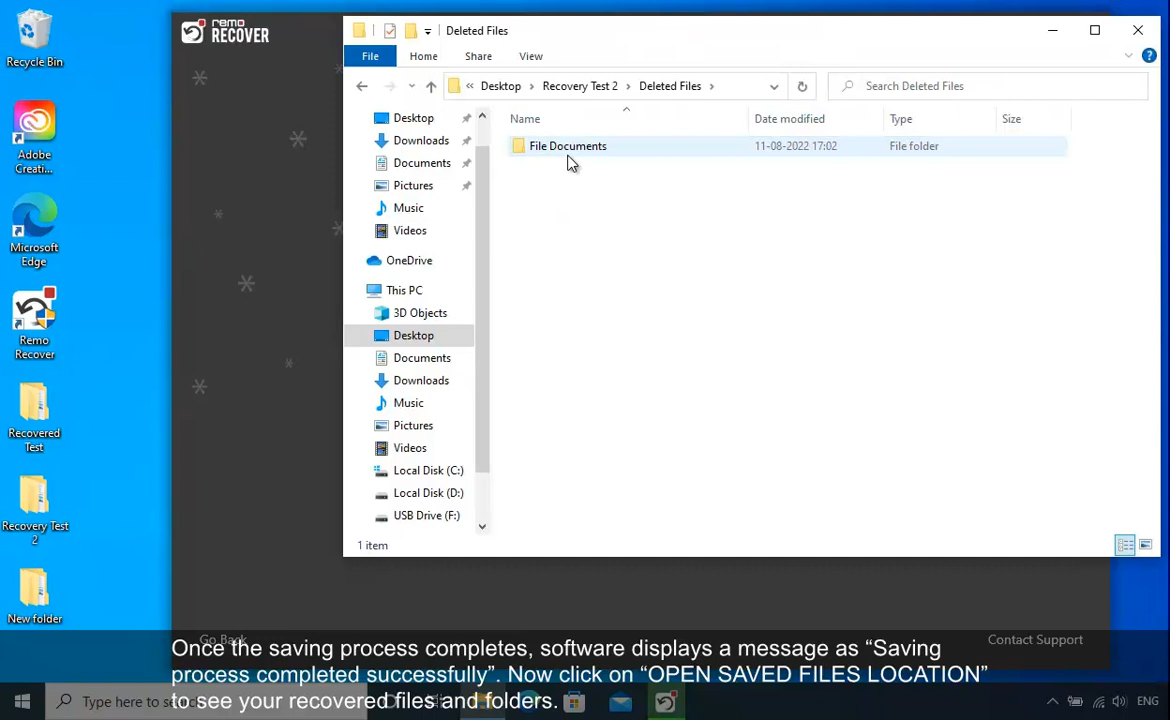 Recycle Bin
Adobe
Creati...
Microsoft
Edge
Remo
Recover
Recovered
Test
Recovery Test
2
New folder
remo
RECOVER
Deleted Files
File
Home
Share
View
« Desktop › Recovery Test 2 › Deleted Files ›
Search Deleted Files
Name
Date modified
Type
Size
File Documents
11-08-2022 17:02
File folder
Desktop
Downloads
Documents
Pictures
Music
Videos
OneDrive
This PC
3D Objects
Desktop
Documents
Downloads
Music
Pictures
Videos
Local Disk (C:)
Local Disk (D:)
USB Drive (F:)
1 item
Go Back
Contact Support
Once the saving process completes, software displays a message as “Saving
process completed successfully”. Now click on “OPEN SAVED FILES LOCATION”
to see your recovered files and folders.
Type here to search
ENG